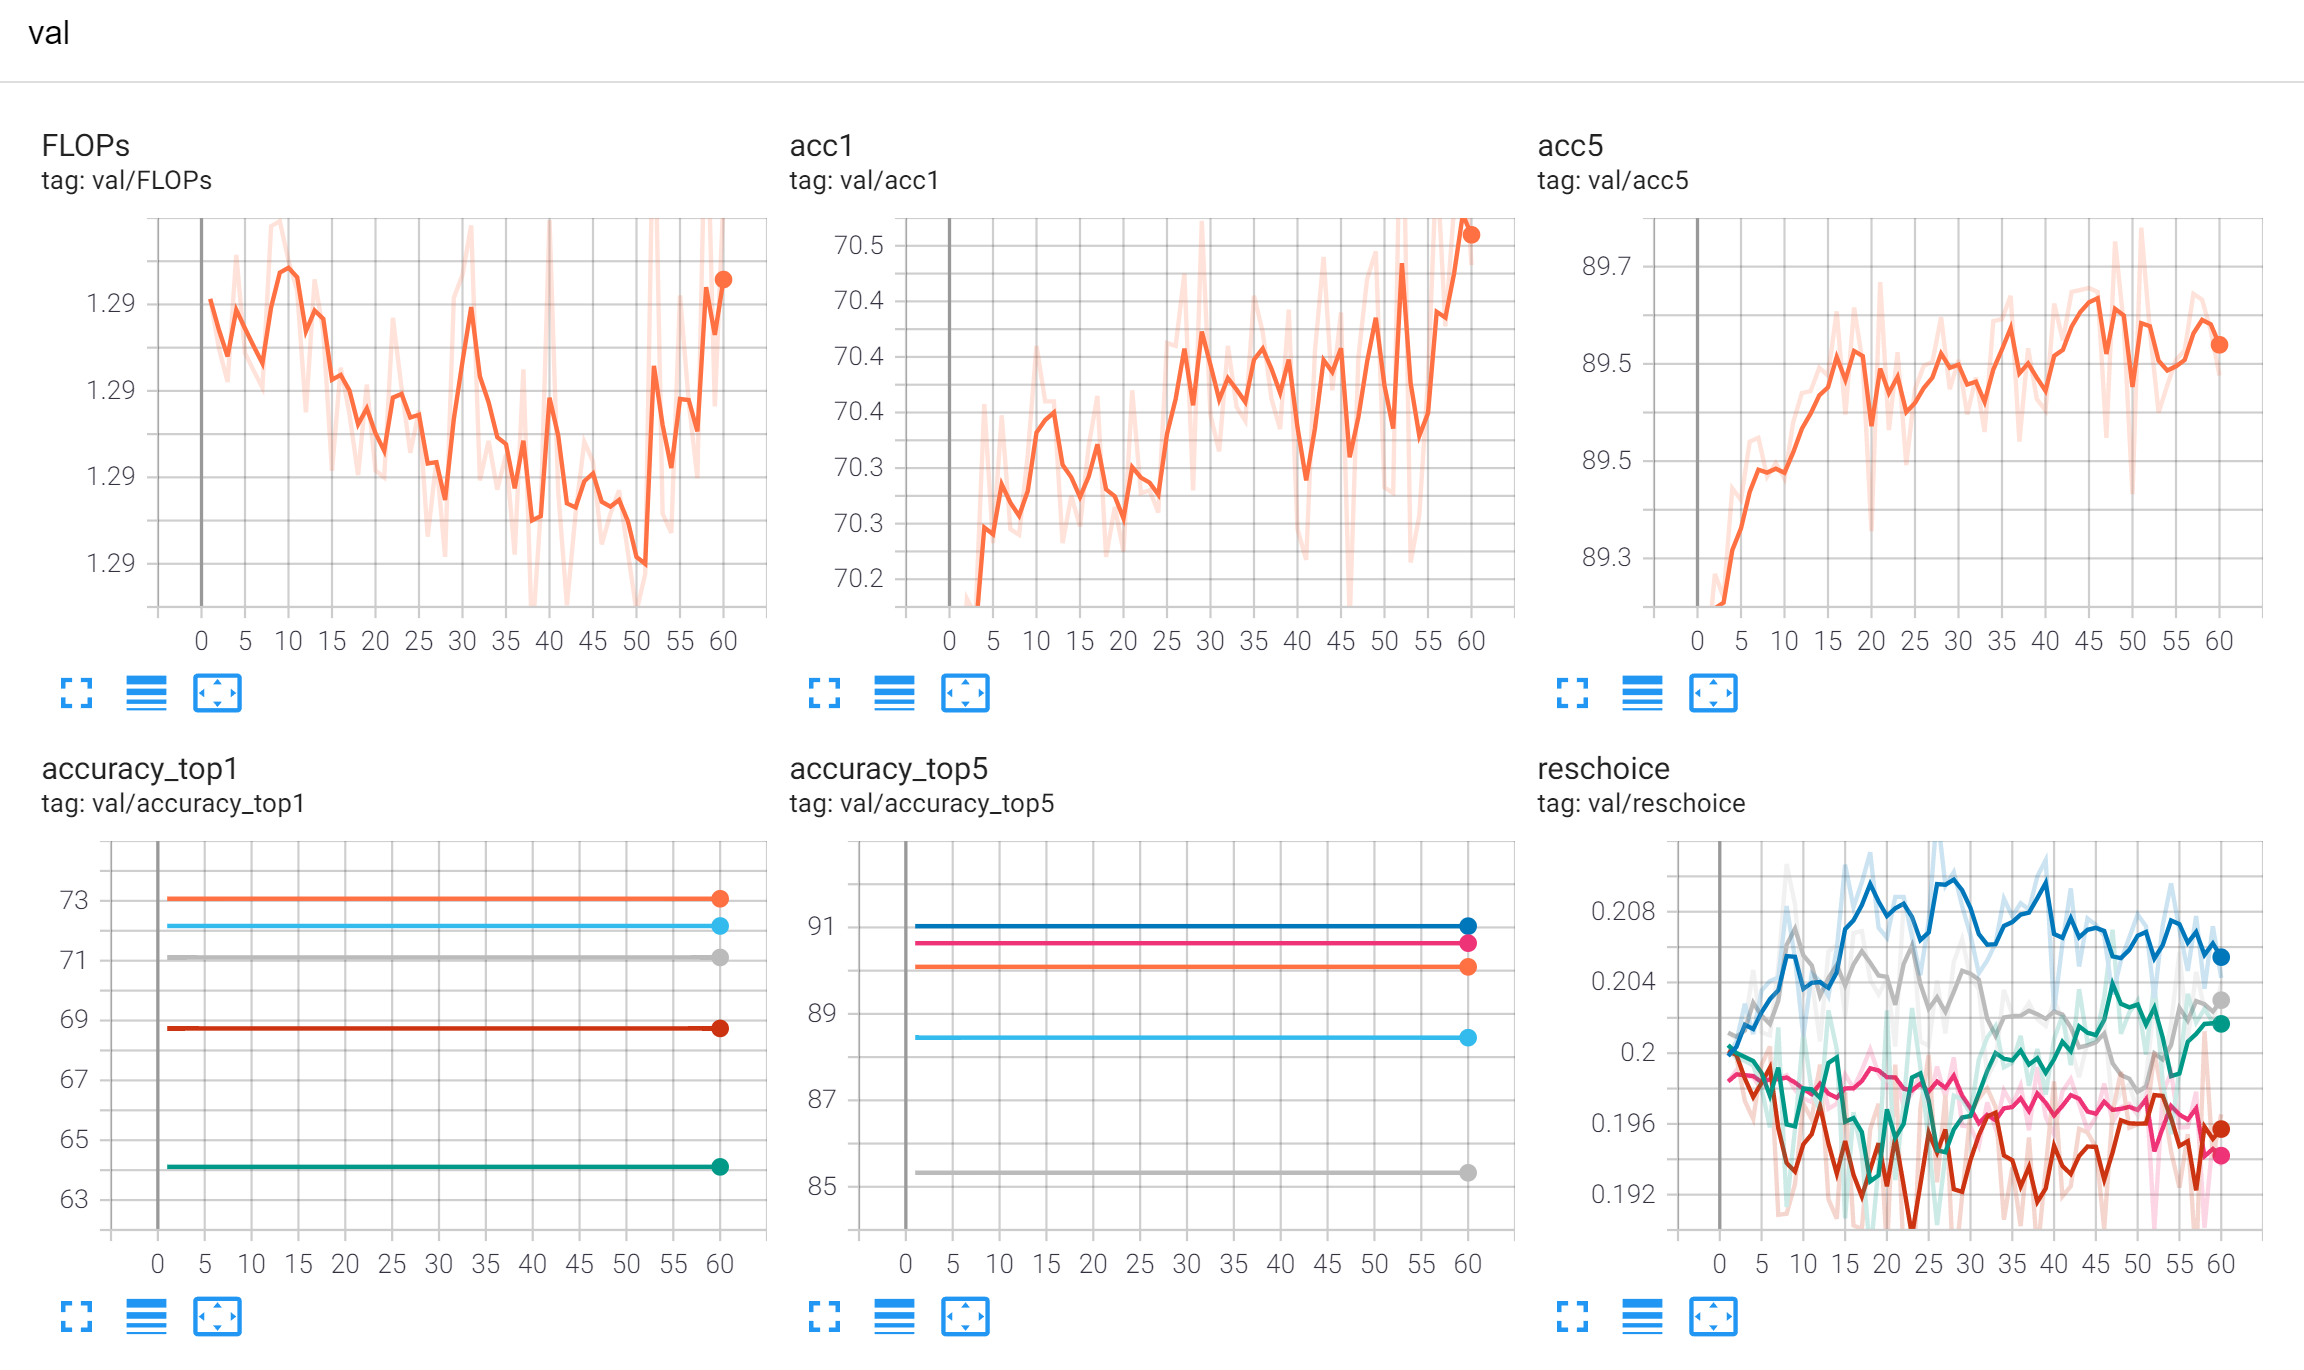 val
FLOPs
tag: val/FLOPs
1.29
1.29
1.29
1.29
0 5 10 15 20 25 30 35 40 45 50 55 60
acc1
tag: val/acc1
70.5
70.4
70.4
70.4
70.3
70.3
70.2
0 5 10 15 20 25 30 35 40 45 50 55 60
acc5
tag: val/acc5
89.7
89.5
89.5
89.3
0 5 10 15 20 25 30 35 40 45 50 55 60
accuracy_top1
tag: val/accuracy_top1
73
71
69
67
65
63
0 5 10 15 20 25 30 35 40 45 50 55 60
accuracy_top5
tag: val/accuracy_top5
91
89
87
85
0 5 10 15 20 25 30 35 40 45 50 55 60
reschoice
tag: val/reschoice
0.208
0.204
0.2
0.196
0.192
0 5 10 15 20 25 30 35 40 45 50 55 60